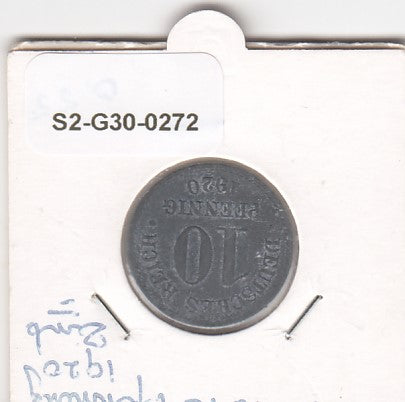 S2-G30-0272
DEUTSCHES REICH
10
PFENNIG
1920
1920
Zink